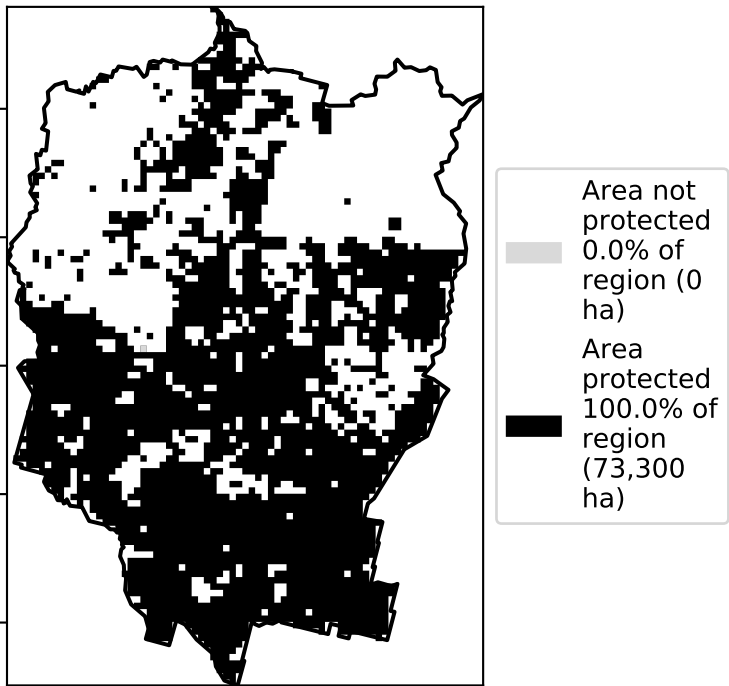 Area not
protected
0.0% of
region (0
ha)
Area
protected
100.0% of
region
(73,300
ha)